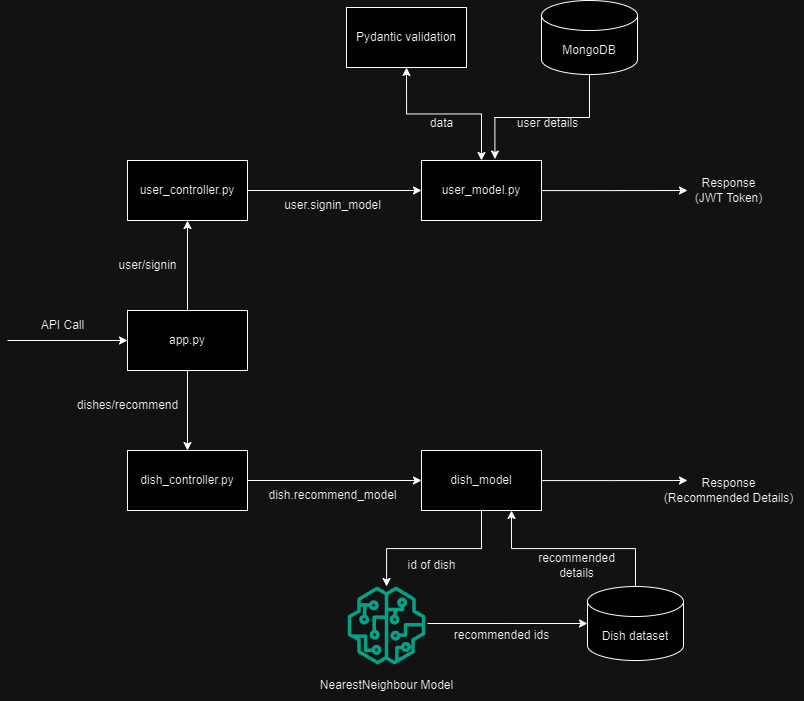 Pydantic validation
MongoDB
data
user details
user_controller.py
user.signin_model
user_model.py
Response
(JWT Token)
user/signin
API Call
app.py
dishes/recommend
dish_controller.py
dish.recommend_model
dish_model
Response
(Recommended Details)
id of dish
recommended
details
recommended ids
Dish dataset
NearestNeighbour Model